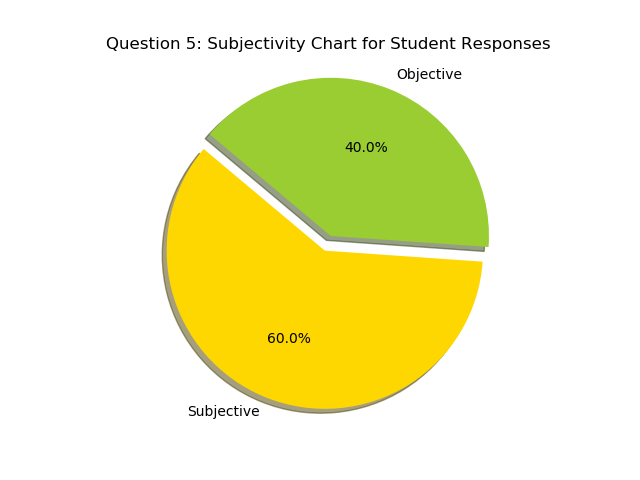 Question 5: Subjectivity Chart for Student Responses
Objective
40.0%
60.0%
Subjective